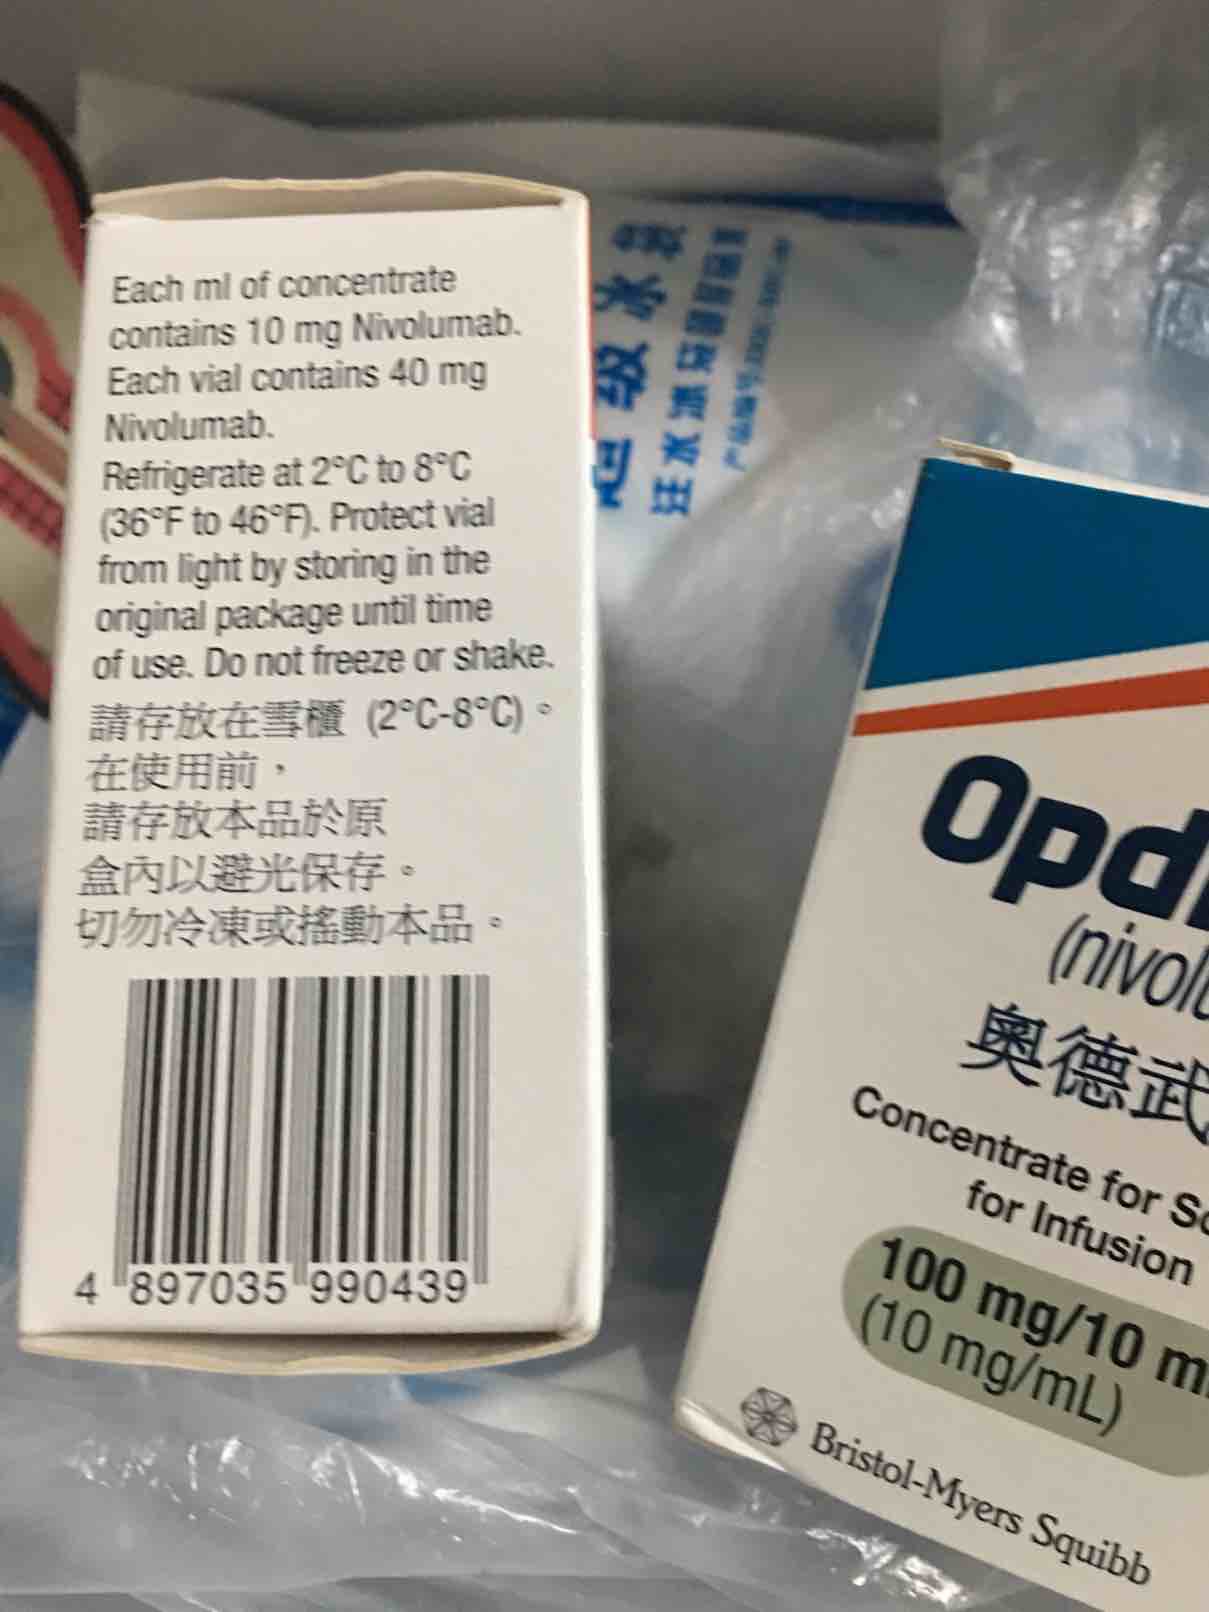 Each ml of concentrate
contains 10 mg Nivolumab.
Each vial contains 40 mg
Nivolumab.
Refrigerate at 2°C to 8°C
(36°F to 46°F). Protect vial
from light by storing in the
original package until time
of use. Do not freeze or shake.
請存放在雪櫃 (2°C-8°C)。
在使用前，
請存放本品於原
盒內以避光保存。
切勿冷凍或搖動本品。
4 897035 990439
冰袋
Opd
(nivol
奧德武
Concentrate for S
for Infusion
100 mg/10 m
(10 mg/mL)
Bristol-Myers Squibb